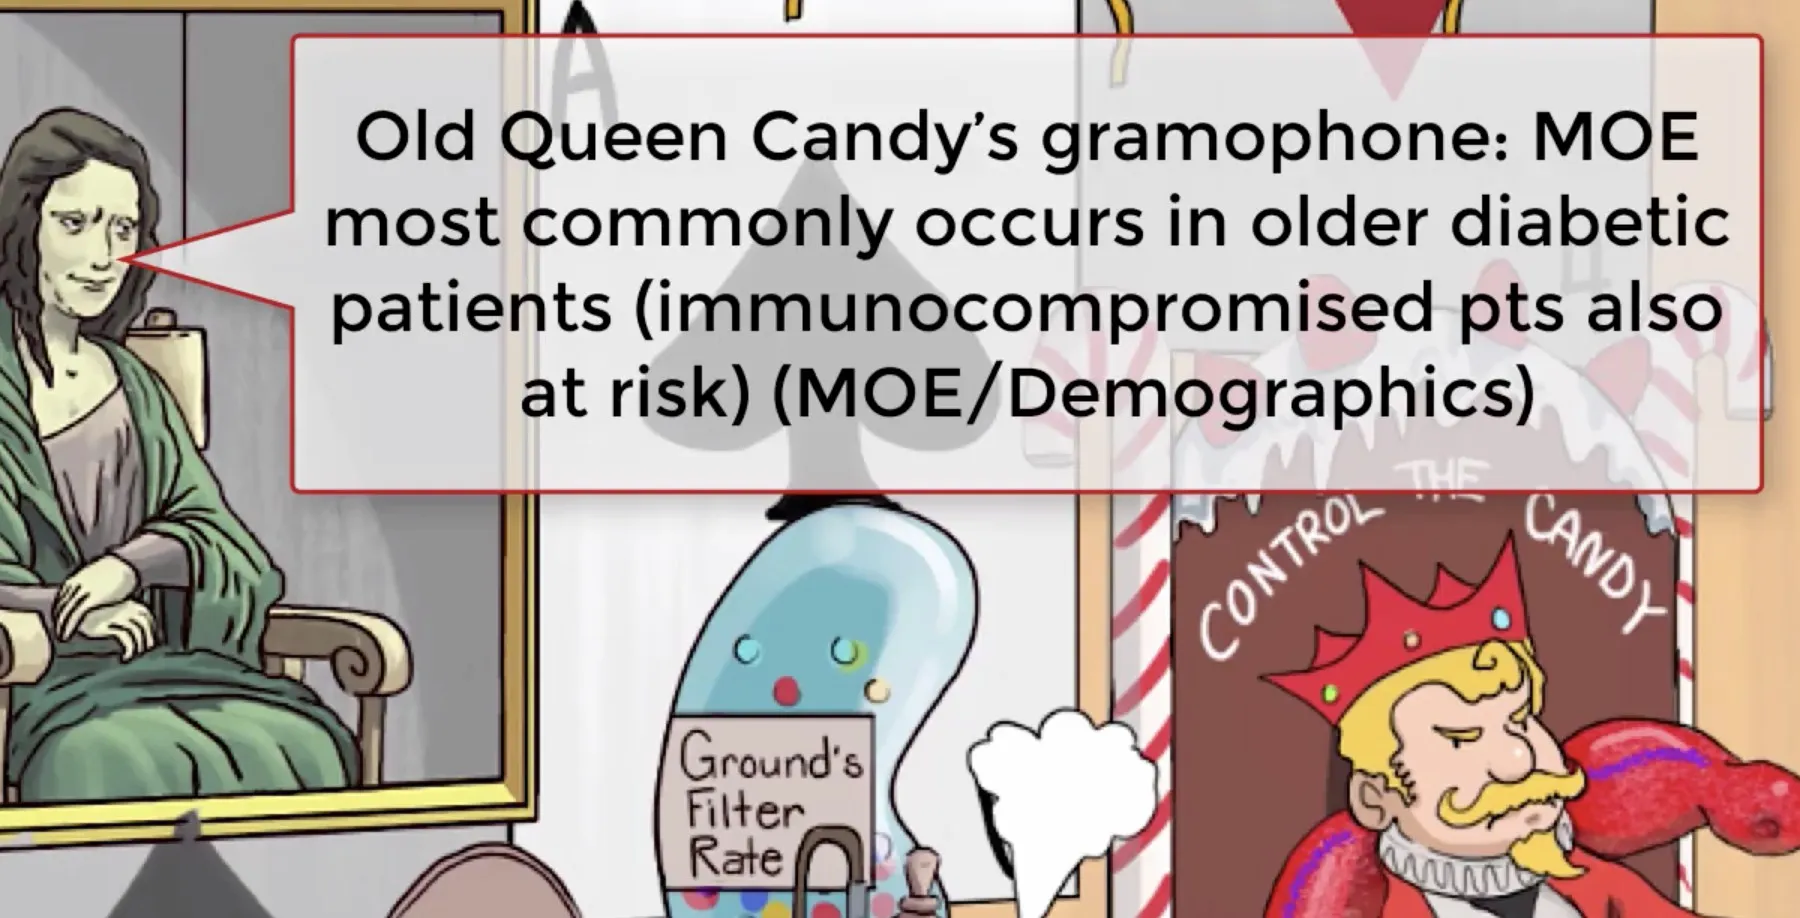 A
Old Queen Candy's gramophone: MOE
most commonly occurs in older diabetic
patients (immunocompromised pts also
at risk) (MOE/Demographics)
CONTROL THE CANDY
Ground's
Filter
Rate